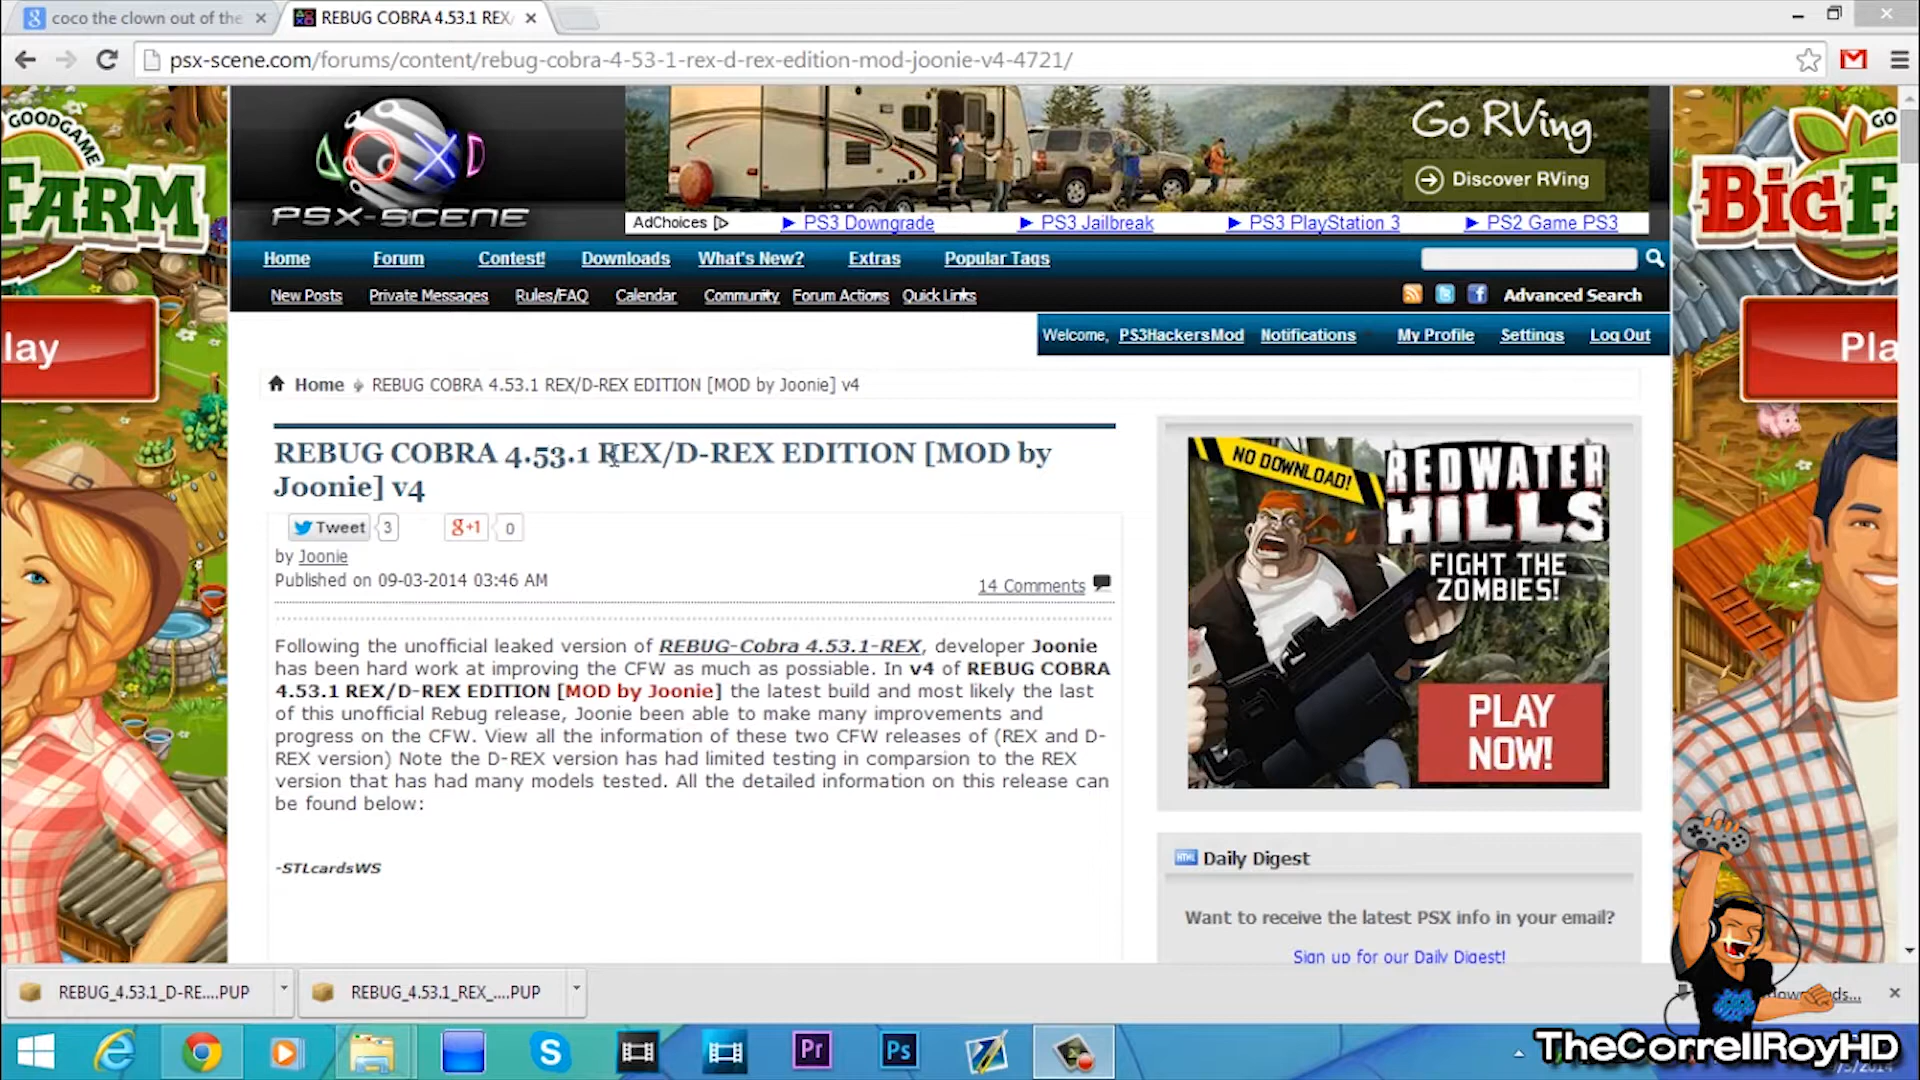 coco the clown out of the
REBUG COBRA 4.53.1 REX/
psx-scene.com/forums/content/rebug-cobra-4-53-1-rex-d-rex-edition-mod-joonie-v4-4721/
GOODGAME
FARM
lay
PSX-SCENE
Go RVing
Discover RVing
AdChoices
PS3 Downgrade
PS3 Jailbreak
PS3 PlayStation 3
PS2 Game PS3
GO
BIGF
Pla
Home Forum Contest! Downloads What's New? Extras Popular Tags
New Posts Private Messages Rules/FAQ Calendar Community Forum Actions Quick Links
Advanced Search
Welcome, PS3HackersMod Notifications My Profile Settings Log Out
Home REBUG COBRA 4.53.1 REX/D-REX EDITION [MOD by Joonie] v4
REBUG COBRA 4.53.1 REX/D-REX EDITION [MOD by
Joonie] v4
Tweet 3 g+1 0
by Joonie
Published on 09-03-2014 03:46 AM
14 Comments
Following the unofficial leaked version of REBUG-Cobra 4.53.1-REX, developer Joonie
has been hard work at improving the CFW as much as possiable. In v4 of REBUG COBRA
4.53.1 REX/D-REX EDITION [MOD by Joonie] the latest build and most likely the last
of this unofficial Rebug release, Joonie been able to make many improvements and
progress on the CFW. View all the information of these two CFW releases of (REX and D-
REX version) Note the D-REX version has had limited testing in comparsion to the REX
version that has had many models tested. All the detailed information on this release can
be found below:
-STLcardsWS
NO DOWNLOAD!
REDWATER
HILLS
FIGHT THE
ZOMBIES!
PLAY
NOW!
HTML
Daily Digest
Want to receive the latest PSX info in your email?
Sign up for our Daily Digest!
REBUG_4.53.1_D-RE....PUP
REBUG_4.53.1_REX_....PUP
Pr
Ps
TheCorrellRoyHD